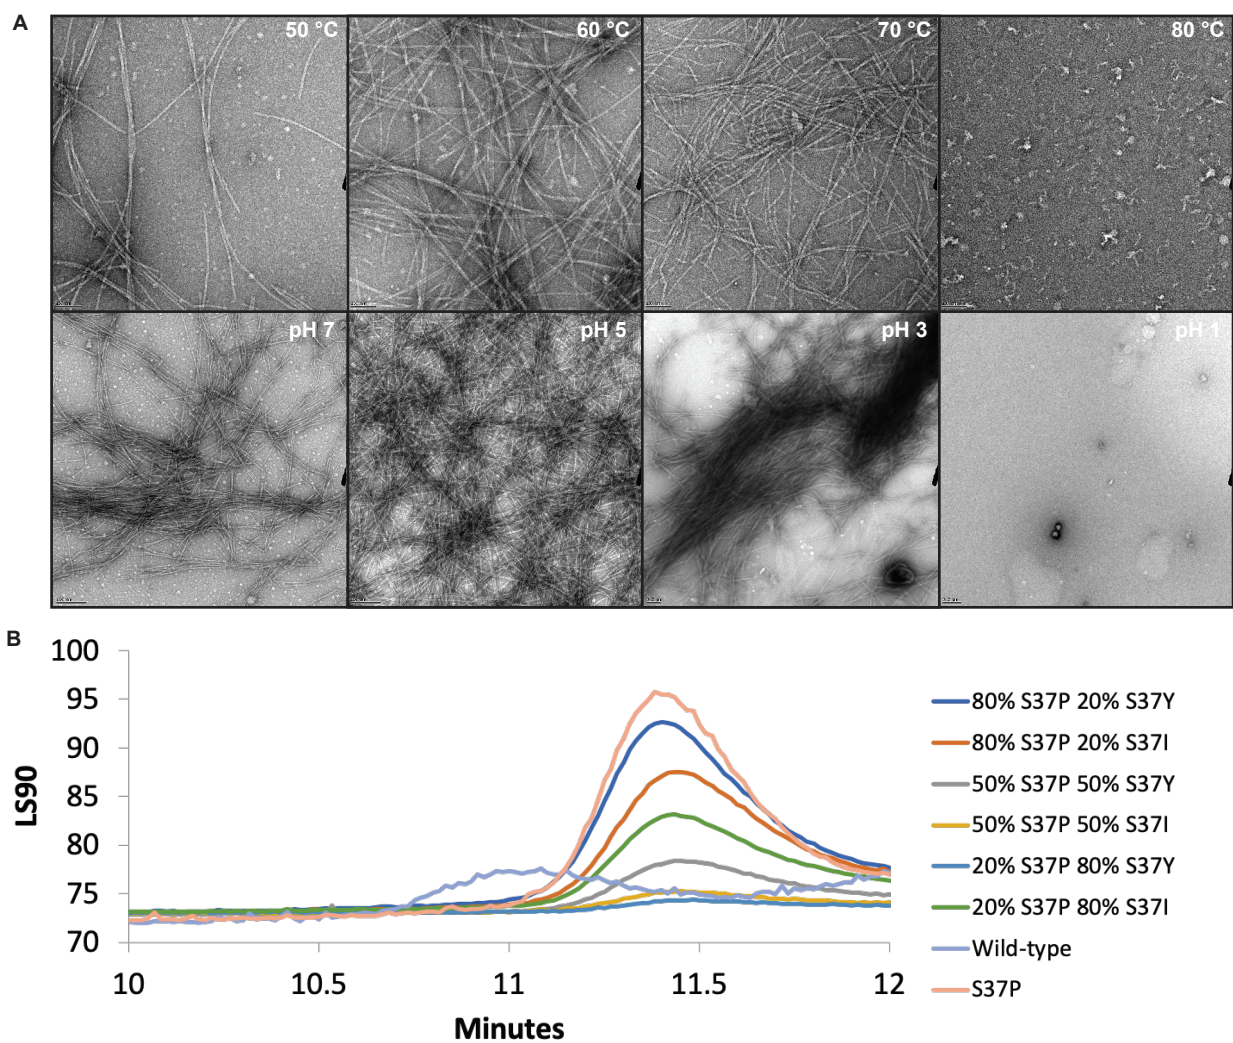 A
50 °C
60 °C
70 °C
80 °C
pH 7
pH 5
pH 3
pH 1
B
100
95
90
85
80
75
70
LS90
10
10.5
11
11.5
12
Minutes
80% S37P 20% S37Y
80% S37P 20% S37I
50% S37P 50% S37Y
50% S37P 50% S37I
20% S37P 80% S37Y
20% S37P 80% S37I
Wild-type
S37P